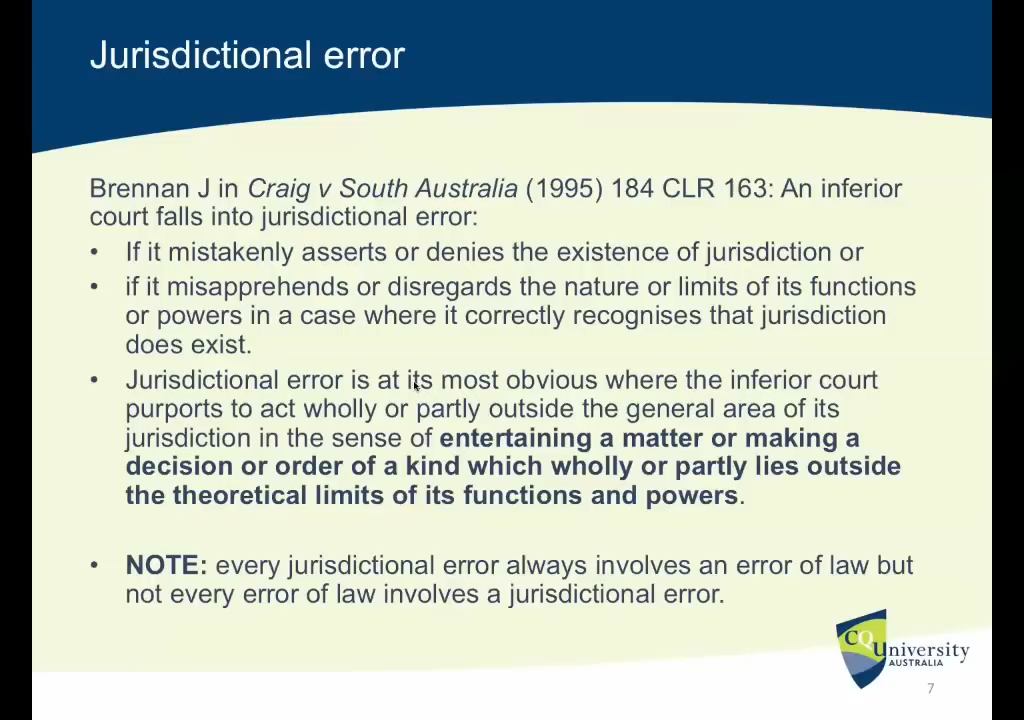 Jurisdictional error
Brennan J in Craig v South Australia (1995) 184 CLR 163: An inferior
court falls into jurisdictional error:
• If it mistakenly asserts or denies the existence of jurisdiction or
• if it misapprehends or disregards the nature or limits of its functions
or powers in a case where it correctly recognises that jurisdiction
does exist.
• Jurisdictional error is at its most obvious where the inferior court
purports to act wholly or partly outside the general area of its
jurisdiction in the sense of entertaining a matter or making a
decision or order of a kind which wholly or partly lies outside
the theoretical limits of its functions and powers.
• NOTE: every jurisdictional error always involves an error of law but
not every error of law involves a jurisdictional error.
CQUniversity
AUSTRALIA
7